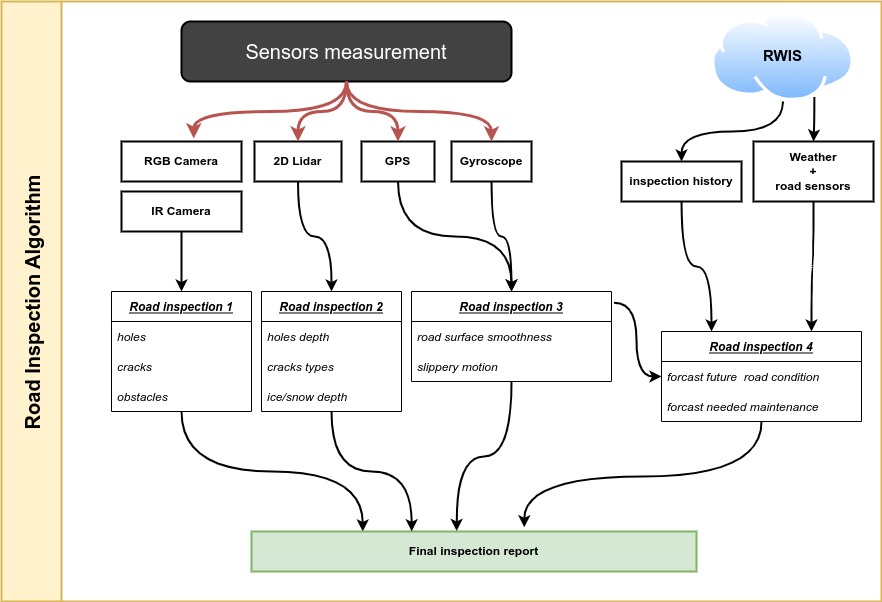 Road Inspection Algorithm
Sensors measurement
RWIS
RGB Camera
2D Lidar
GPS
Gyroscope
inspection history
Weather
+
road sensors
IR Camera
Road inspection 1
holes
cracks
obstacles
Road inspection 2
holes depth
cracks types
ice/snow depth
Road inspection 3
road surface smoothness
slippery motion
Road inspection 4
forcast future road condition
forcast needed maintenance
Final inspection report